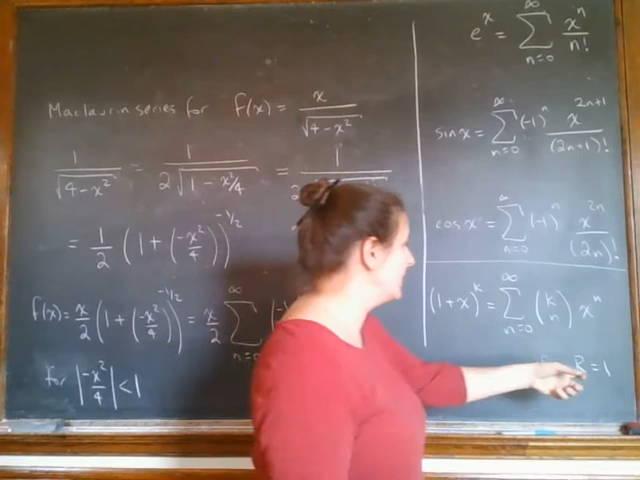 Maclaurin series for f(x) = x / √(4 - x²)
1 / √(4 - x²) = 1 / (2 √(1 - x²/4)) = 1 /
= 1/2 (1 + (-x²/4))^(-1/2)
f(x) = x/2 (1 + (-x²/4))^(-1/2) = x/2 ∑_{n=0}^{∞} (
for |-x²/4| < 1
e^x = ∑_{n=0}^{∞} x^n / n!
sin x = ∑_{n=0}^{∞} (-1)^n x^(2n+1) / (2n+1)!
cos x = ∑_{n=0}^{∞} (-1)^n x^(2n) / (2n)!
(1+x)^k = ∑_{n=0}^{∞} (k n) x^n
R = 1